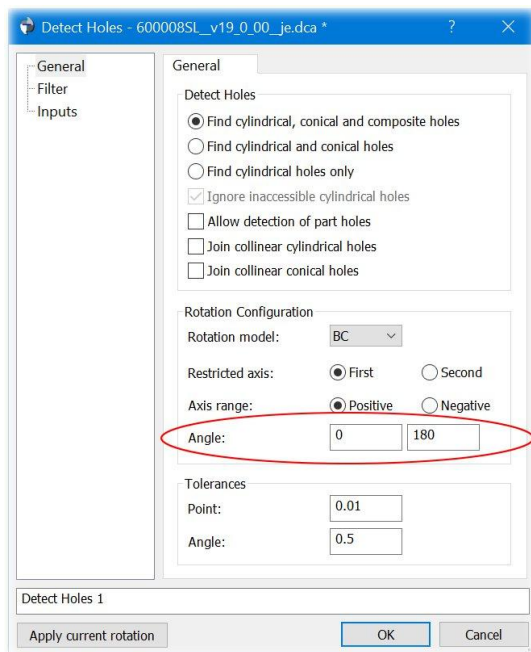 Detect Holes - 600008SL_v19_0_00_je.dca * ? ✕
General
Filter
Inputs
General
Detect Holes
Find cylindrical, conical and composite holes
Find cylindrical and conical holes
Find cylindrical holes only
Ignore inaccessible cylindrical holes
Allow detection of part holes
Join collinear cylindrical holes
Join collinear conical holes
Rotation Configuration
Rotation model: BC
Restricted axis: First Second
Axis range: Positive Negative
Angle: 0 180
Tolerances
Point: 0.01
Angle: 0.5
Detect Holes 1
Apply current rotation OK Cancel